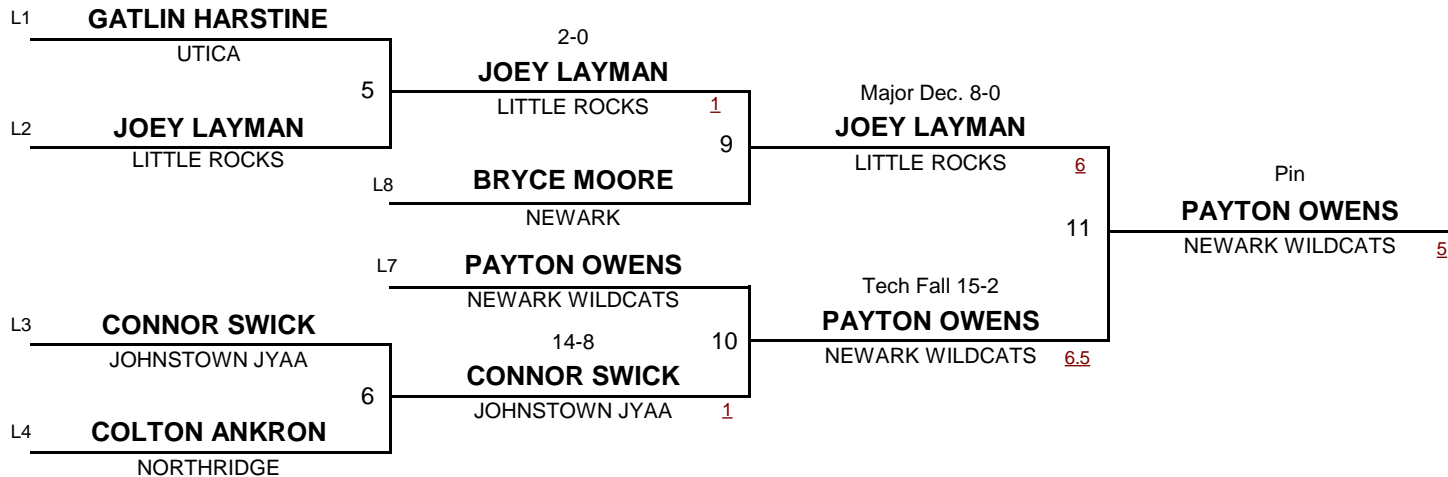 L1 GATLIN HARSTINE
UTICA
5
L2 JOEY LAYMAN
LITTLE ROCKS
2-0
JOEY LAYMAN
LITTLE ROCKS 1
9
L8 BRYCE MOORE
NEWARK
L7 PAYTON OWENS
NEWARK WILDCATS
10
L3 CONNOR SWICK
JOHNSTOWN JYAA
6
L4 COLTON ANKRON
NORTHRIDGE
14-8
CONNOR SWICK
JOHNSTOWN JYAA 1
Major Dec. 8-0
JOEY LAYMAN
LITTLE ROCKS 6
11
Tech Fall 15-2
PAYTON OWENS
NEWARK WILDCATS 6.5
Pin
PAYTON OWENS
NEWARK WILDCATS 5